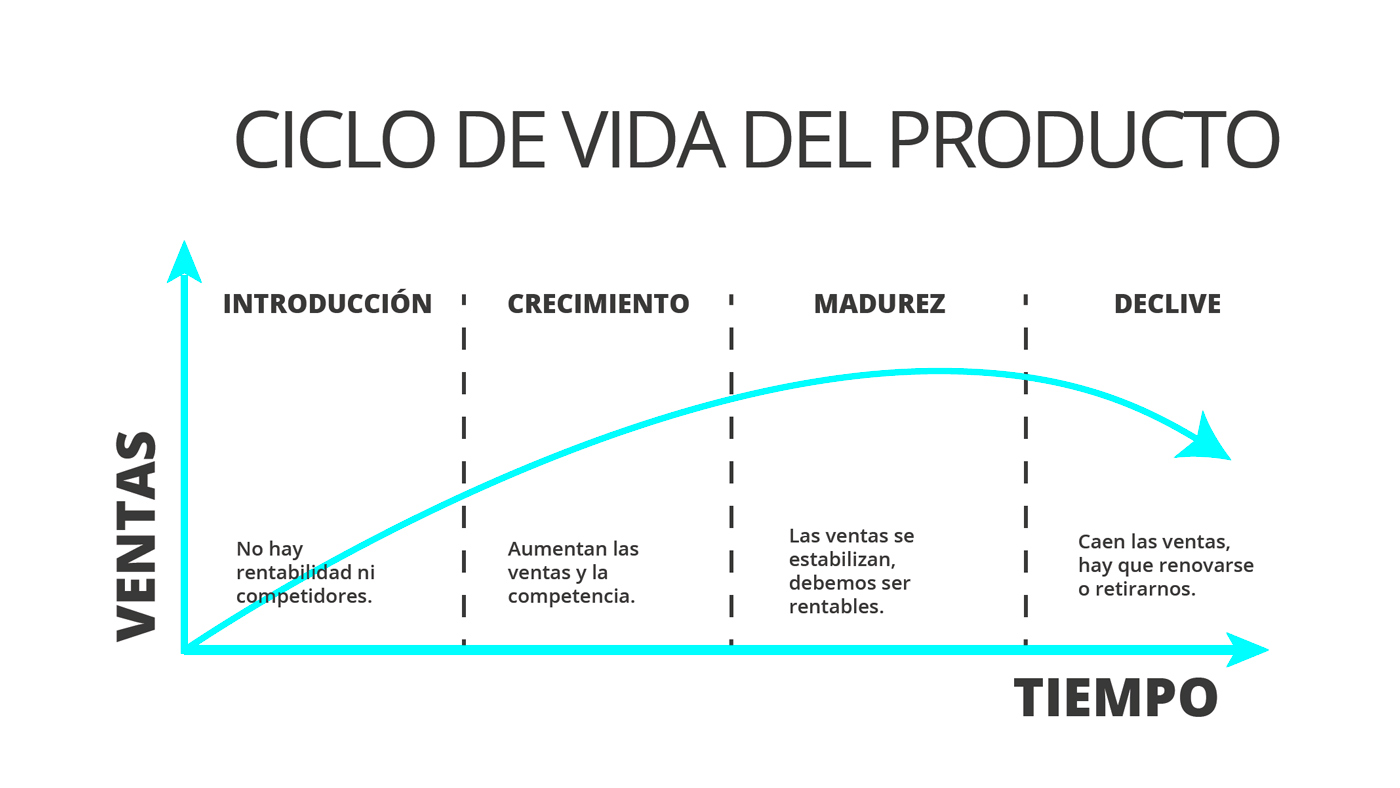 CICLO DE VIDA DEL PRODUCTO
INTRODUCCIÓN
CRECIMIENTO
MADUREZ
DECLIVE
VENTAS
No hay
rentabilidad ni
competidores.
Aumentan las
ventas y la
competencia.
Las ventas se
estabilizan,
debemos ser
rentables.
Caen las ventas,
hay que renovarse
o retirarnos.
TIEMPO